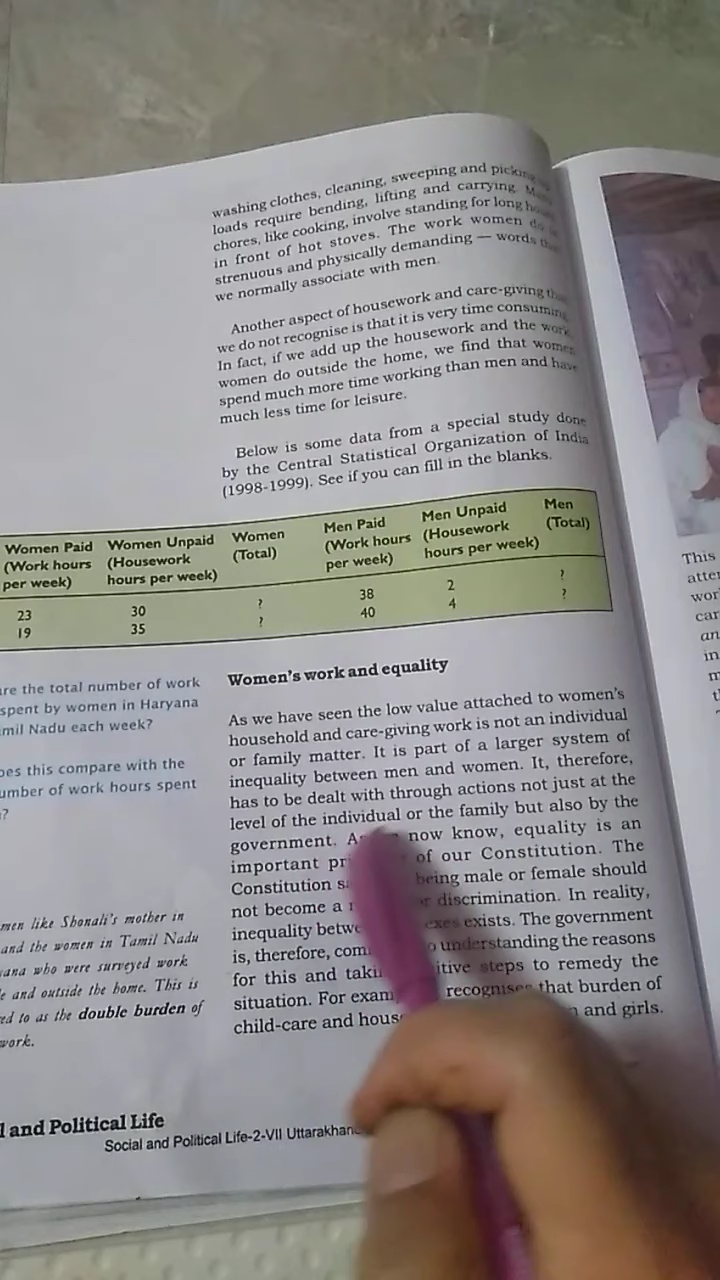 washing clothes, cleaning, sweeping and picking
loads require bending, lifting and carrying.
chores, like cooking, involve standing for long
in front of hot stoves. The work women do
strenuous and physically demanding — words
we normally associate with men.
Another aspect of housework and care-giving
we do not recognise is that it is very time consuming
In fact, if we add up the housework and the work
women do outside the home, we find that women
spend much more time working than men and have
much less time for leisure.
Below is some data from a special study done
by the Central Statistical Organization of India
(1998-1999). See if you can fill in the blanks.
Women Paid (Work hours per week) Women Unpaid (Housework hours per week) Women (Total) Men Paid (Work hours per week) Men Unpaid (Housework hours per week) Men (Total)
23 30 ? 38 2 ?
19 35 ? 40 4 ?
re the total number of work
spent by women in Haryana
mil Nadu each week?
oes this compare with the
umber of work hours spent
?
men like Shonali's mother in
and the women in Tamil Nadu
ana who were surveyed work
e and outside the home. This is
ed to as the double burden of
work.
Women's work and equality
As we have seen the low value attached to women's
household and care-giving work is not an individual
or family matter. It is part of a larger system of
inequality between men and women. It, therefore,
has to be dealt with through actions not just at the
level of the individual or the family but also by the
government. now know, equality is an
important of our Constitution. The
Constitution being male or female should
not become a discrimination. In reality,
inequality exists. The government
is, therefore, understanding the reasons
for this and steps to remedy the
situation. For recognises that burden of
child-care and and girls.
l and Political Life
Social and Political Life-2-VII
This